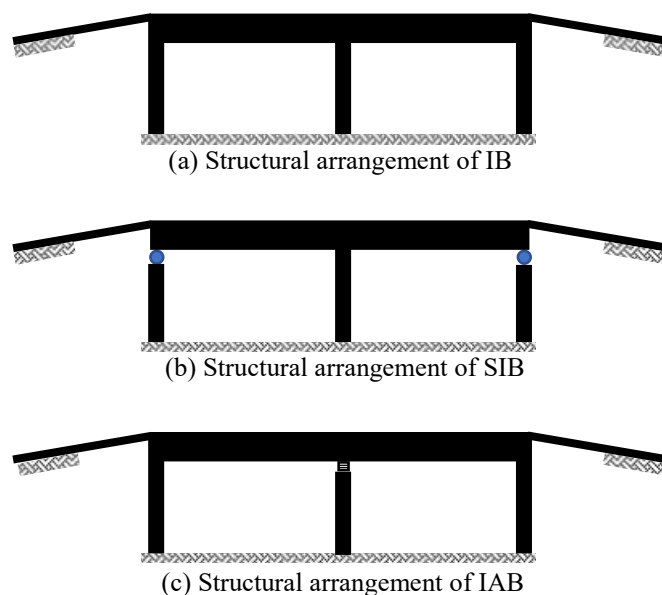 (a) Structural arrangement of IB
(b) Structural arrangement of SIB
(c) Structural arrangement of IAB